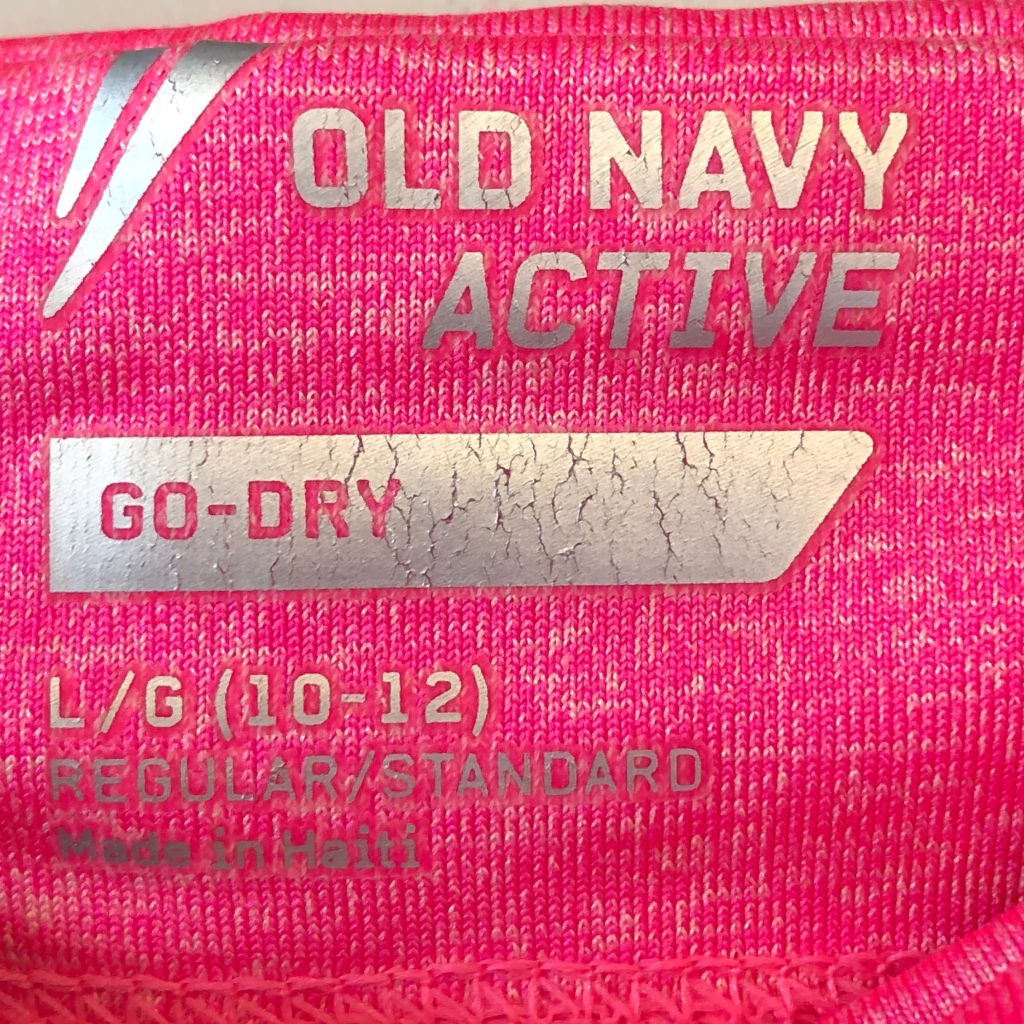 OLD NAVY
ACTIVE
GO-DRY
L/G (10-12)
REGULAR/STANDARD
Made in Haiti